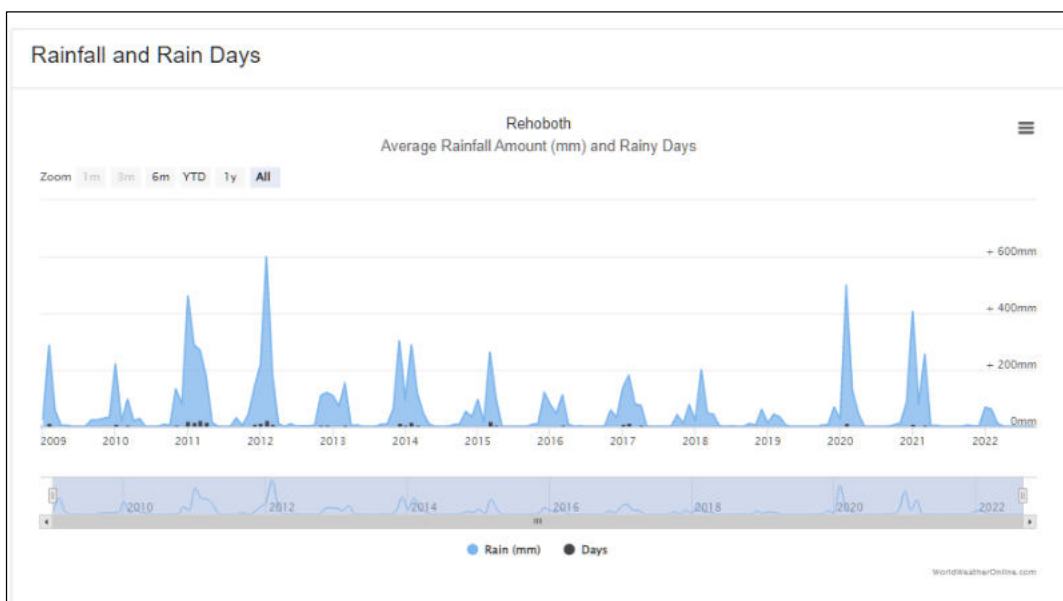 Rainfall and Rain Days
Rehoboth
Average Rainfall Amount (mm) and Rainy Days
Zoom 1m 3m 6m YTD 1y All
+ 600mm
+ 400mm
+ 200mm
0mm
2009 2010 2011 2012 2013 2014 2015 2016 2017 2018 2019 2020 2021 2022
2010 2012 2014 2016 2018 2020 2022
Rain (mm) Days
WorldWeatherOnline.com